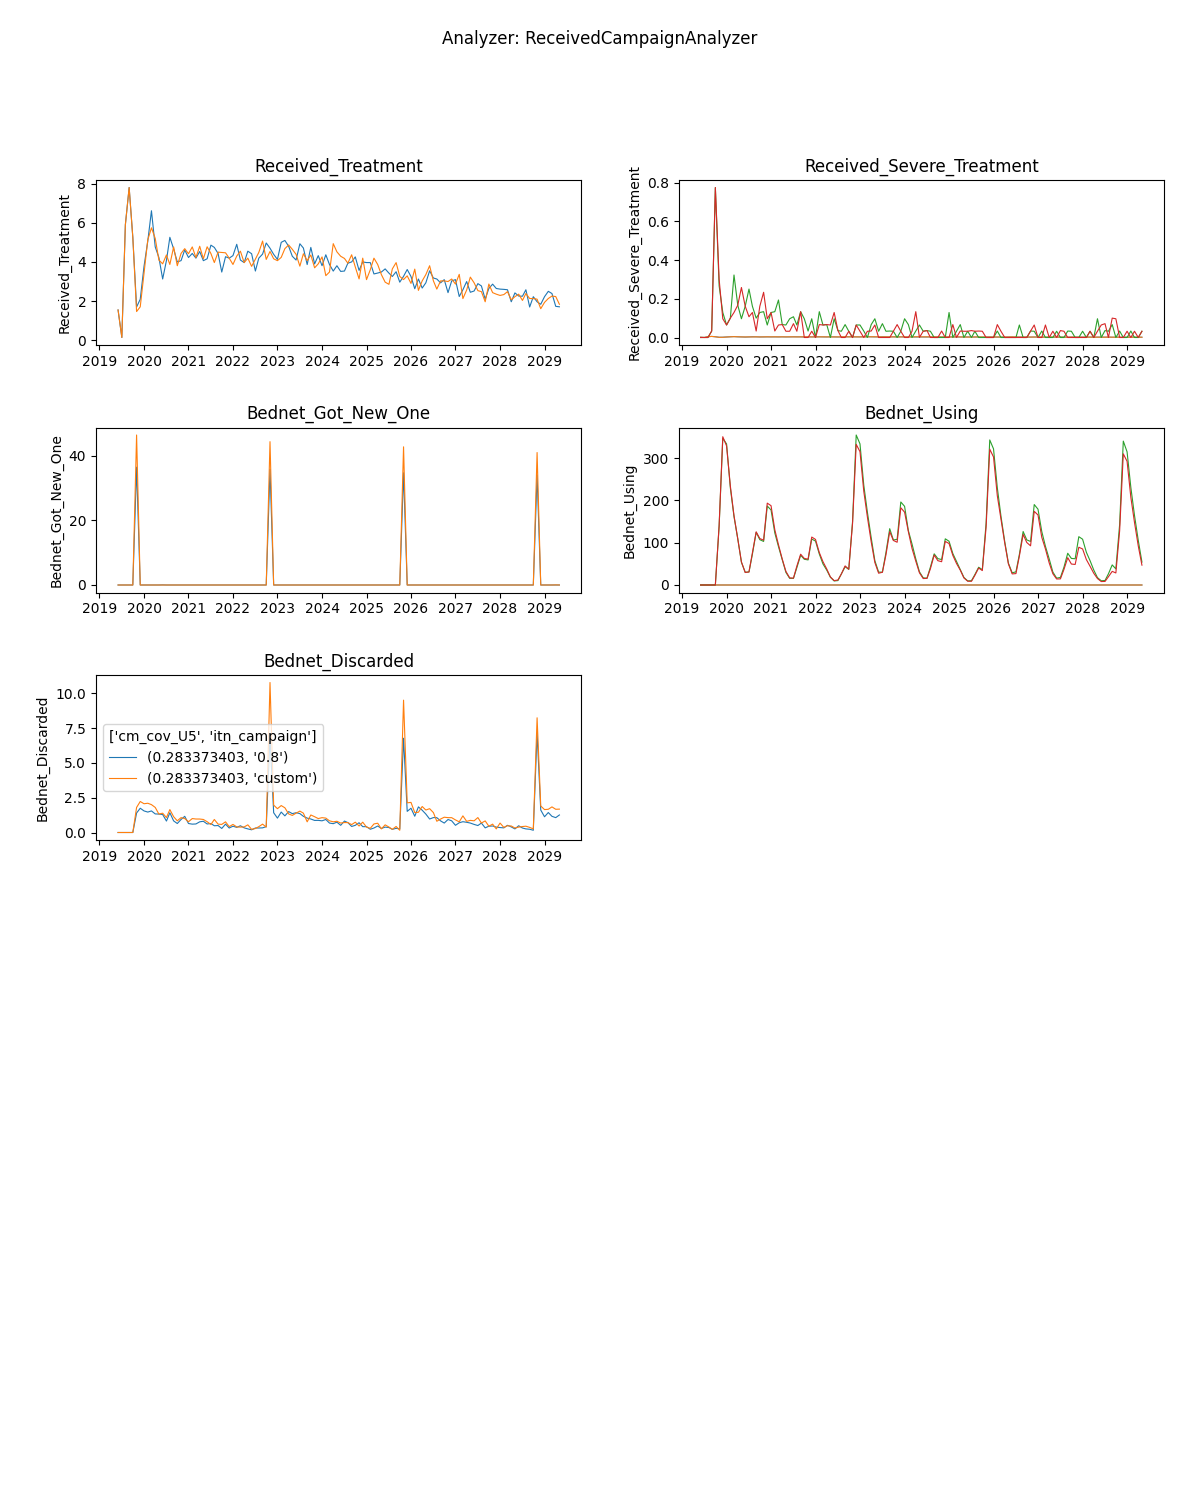 Analyzer: ReceivedCampaignAnalyzer
Received_Treatment
Received_Treatment
8
6
4
2
0
2019 2020 2021 2022 2023 2024 2025 2026 2027 2028 2029
Received_Severe_Treatment
Received_Severe_Treatment
0.8
0.6
0.4
0.2
0.0
2019 2020 2021 2022 2023 2024 2025 2026 2027 2028 2029
Bednet_Got_New_One
Bednet_Got_New_One
40
20
0
2019 2020 2021 2022 2023 2024 2025 2026 2027 2028 2029
Bednet_Using
Bednet_Using
300
200
100
0
2019 2020 2021 2022 2023 2024 2025 2026 2027 2028 2029
Bednet_Discarded
Bednet_Discarded
10.0
7.5
5.0
2.5
0.0
['cm_cov_U5', 'itn_campaign']
(0.283373403, '0.8')
(0.283373403, 'custom')
2019 2020 2021 2022 2023 2024 2025 2026 2027 2028 2029